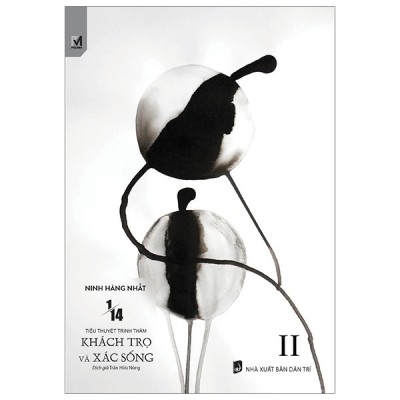 NINH HÀNG NHẤT
1/14
TIỂU THUYẾT TRINH THÁM
KHÁCH TRỌ
VÀ XÁC SỐNG
Dịch giả Trần Hữu Nùng
II
NHÀ XUẤT BẢN DÂN TRÍ